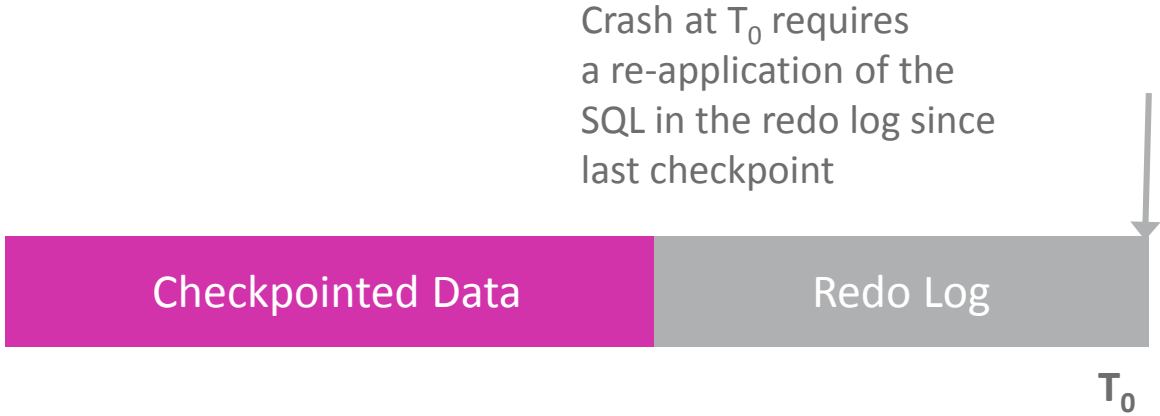 Crash at T₀ requires
a re-application of the
SQL in the redo log since
last checkpoint
Checkpointed Data
Redo Log
T₀